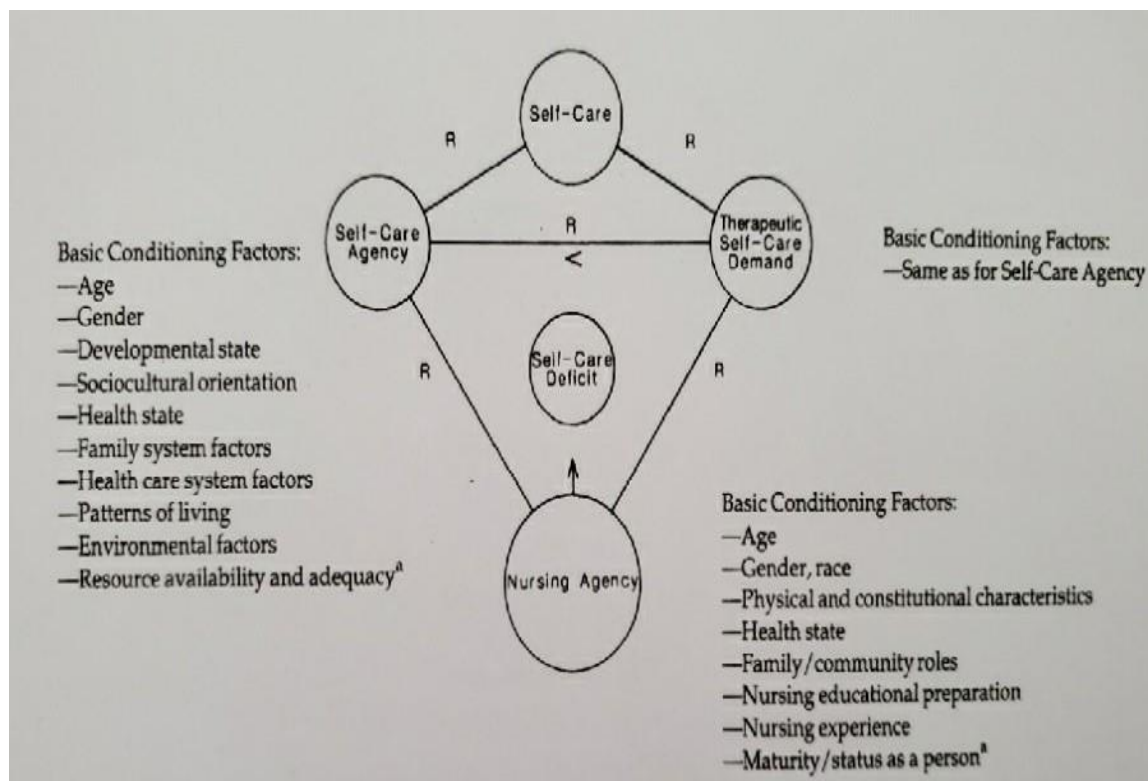 Self-Care
R
R
Self-Care
Agency
R
<
Therapeutic
Self-Care
Demand
Basic Conditioning Factors:
—Age
—Gender
—Developmental state
—Sociocultural orientation
—Health state
—Family system factors
—Health care system factors
—Patterns of living
—Environmental factors
—Resource availability and adequacyᵃ
Basic Conditioning Factors:
—Same as for Self-Care Agency
Self-Care
Deficit
R
R
Nursing Agency
Basic Conditioning Factors:
—Age
—Gender, race
—Physical and constitutional characteristics
—Health state
—Family/community roles
—Nursing educational preparation
—Nursing experience
—Maturity/status as a personᵃ